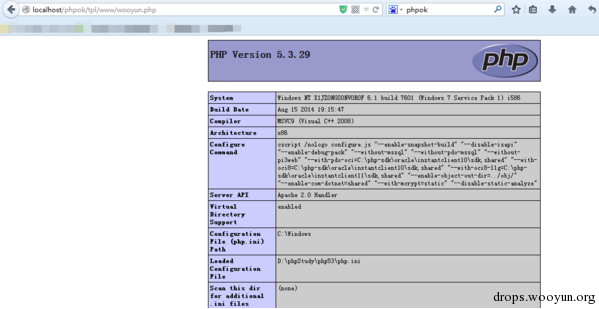 localhost/phpok/tpl/www/wooyun.php
phpok
PHP Version 5.3.29
php
System
Windows NT
6.1 build 7601 (Windows 7 Service Pack 1) i586
Build Date
Aug 15 2014 19:15:47
Compiler
MSVC9 (Visual C++ 2008)
Architecture
x86
Configure
Command
cscript /nologo configure.js "--enable-snapshot-build" "--disable-isapi"
"--enable-debug-pack" "--without-mssql" "--without-pdo-mssql" "--without-
pi3web" "--with-pdo-oci=C:\php-sdk\oracle\instantclient10\sdk,shared" "--with-
oci8=C:\php-sdk\oracle\instantclient10\sdk,shared" "--with-oci8-11g=C:\php-
sdk\oracle\instantclient11\sdk,shared" "--enable-object-out-dir=../obj/"
"--enable-com-dotnet=shared" "--with-mcrypt=static" "--disable-static-analyze"
Server API
Apache 2.0 Handler
Virtual
Directory
Support
enabled
Configuration
File (php.ini)
Path
C:\Windows
Loaded
Configuration
File
D:\phpStudy\php53\php.ini
Scan this dir
for additional
.ini files
(none)
drops.wooyun.org